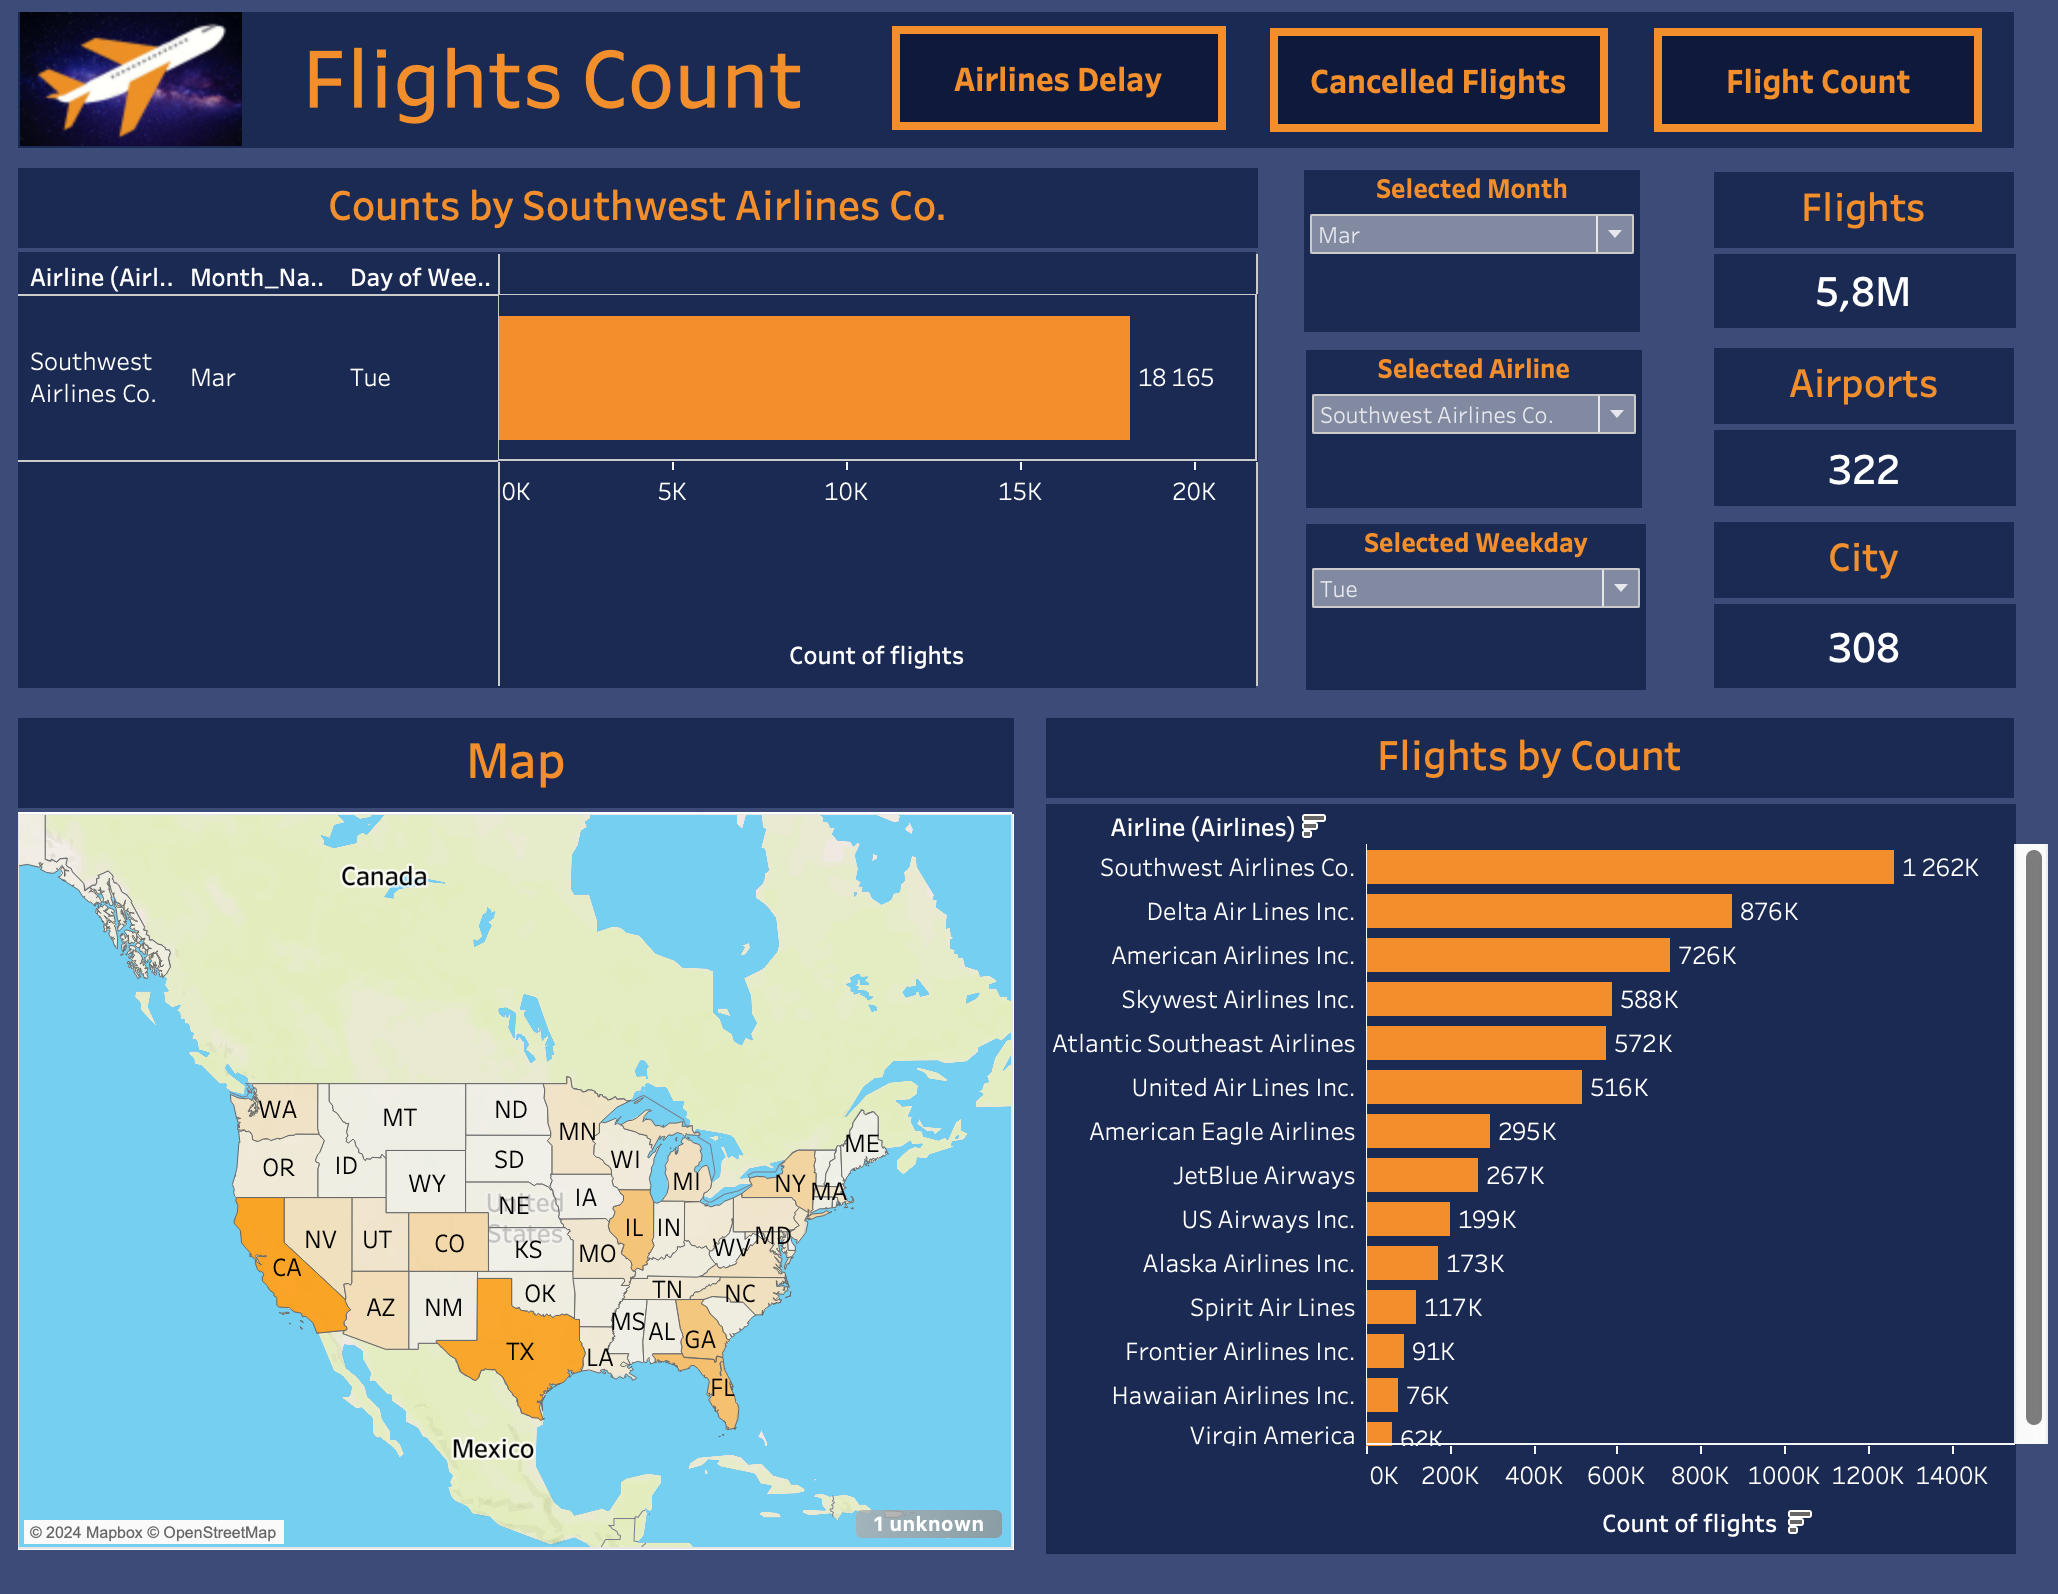 Flights Count
Airlines Delay
Cancelled Flights
Flight Count
Counts by Southwest Airlines Co.
Airline (Airl..
Month_Na..
Day of Wee..
Southwest
Airlines Co.
Mar
Tue
18 165
0K
5K
10K
15K
20K
Count of flights
Selected Month
Mar
Selected Airline
Southwest Airlines Co.
Selected Weekday
Tue
Flights
5,8M
Airports
322
City
308
Map
Canada
WA
MT
ND
MN
ME
OR
ID
SD
WI
MI
NY
MA
WY
United
States
NE
IA
NV
UT
CO
KS
IL
IN
MO
WV
MD
CA
AZ
NM
OK
TN
NC
TX
LA
MS
AL
GA
FL
Mexico
© 2024 Mapbox © OpenStreetMap
1 unknown
Flights by Count
Airline (Airlines)
Southwest Airlines Co. 1 262K
Delta Air Lines Inc. 876K
American Airlines Inc. 726K
Skywest Airlines Inc. 588K
Atlantic Southeast Airlines 572K
United Air Lines Inc. 516K
American Eagle Airlines 295K
JetBlue Airways 267K
US Airways Inc. 199K
Alaska Airlines Inc. 173K
Spirit Air Lines 117K
Frontier Airlines Inc. 91K
Hawaiian Airlines Inc. 76K
Virgin America 62K
0K 200K 400K 600K 800K 1000K 1200K 1400K
Count of flights